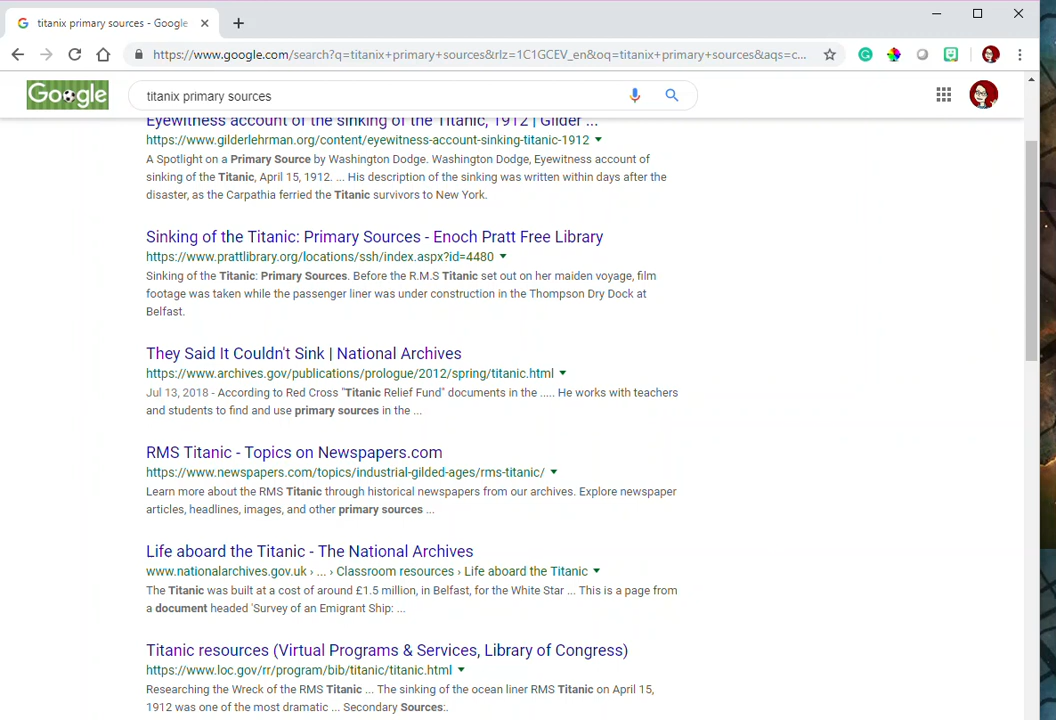 titanix primary sources - Google
https://www.google.com/search?q=titanix+primary+sources&rlz=1C1GCEV_en&oq=titanix+primary+sources&aqs=c...
Google
titanix primary sources
Eyewitness account of the sinking of the Titanic, 1912 | Gilder ...
https://www.gilderlehrman.org/content/eyewitness-account-sinking-titanic-1912
A Spotlight on a Primary Source by Washington Dodge. Washington Dodge, Eyewitness account of
sinking of the Titanic, April 15, 1912. ... His description of the sinking was written within days after the
disaster, as the Carpathia ferried the Titanic survivors to New York.
Sinking of the Titanic: Primary Sources - Enoch Pratt Free Library
https://www.prattlibrary.org/locations/ssh/index.aspx?id=4480
Sinking of the Titanic: Primary Sources. Before the R.M.S Titanic set out on her maiden voyage, film
footage was taken while the passenger liner was under construction in the Thompson Dry Dock at
Belfast.
They Said It Couldn't Sink | National Archives
https://www.archives.gov/publications/prologue/2012/spring/titanic.html
Jul 13, 2018 - According to Red Cross "Titanic Relief Fund" documents in the ..... He works with teachers
and students to find and use primary sources in the ...
RMS Titanic - Topics on Newspapers.com
https://www.newspapers.com/topics/industrial-gilded-ages/rms-titanic/
Learn more about the RMS Titanic through historical newspapers from our archives. Explore newspaper
articles, headlines, images, and other primary sources ...
Life aboard the Titanic - The National Archives
www.nationalarchives.gov.uk › ... › Classroom resources › Life aboard the Titanic
The Titanic was built at a cost of around £1.5 million, in Belfast, for the White Star ... This is a page from
a document headed 'Survey of an Emigrant Ship: ...
Titanic resources (Virtual Programs & Services, Library of Congress)
https://www.loc.gov/rr/program/bib/titanic/titanic.html
Researching the Wreck of the RMS Titanic ... The sinking of the ocean liner RMS Titanic on April 15,
1912 was one of the most dramatic ... Secondary Sources:.